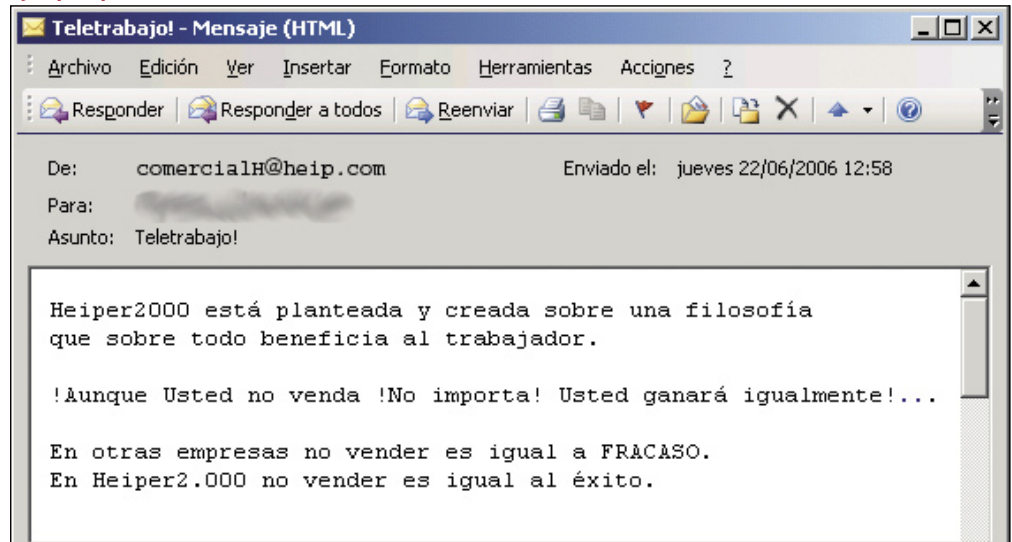 Teletrabajo! - Mensaje (HTML)
Archivo Edición Ver Insertar Formato Herramientas Acciones ?
Responder Responder a todos Reenviar
De: comercialH@heip.com Enviado el: jueves 22/06/2006 12:58
Para:
Asunto: Teletrabajo!
Heiper2000 está planteada y creada sobre una filosofía
que sobre todo beneficia al trabajador.
!Aunque Usted no venda !No importa! Usted ganará igualmente!...
En otras empresas no vender es igual a FRACASO.
En Heiper2.000 no vender es igual al éxito.